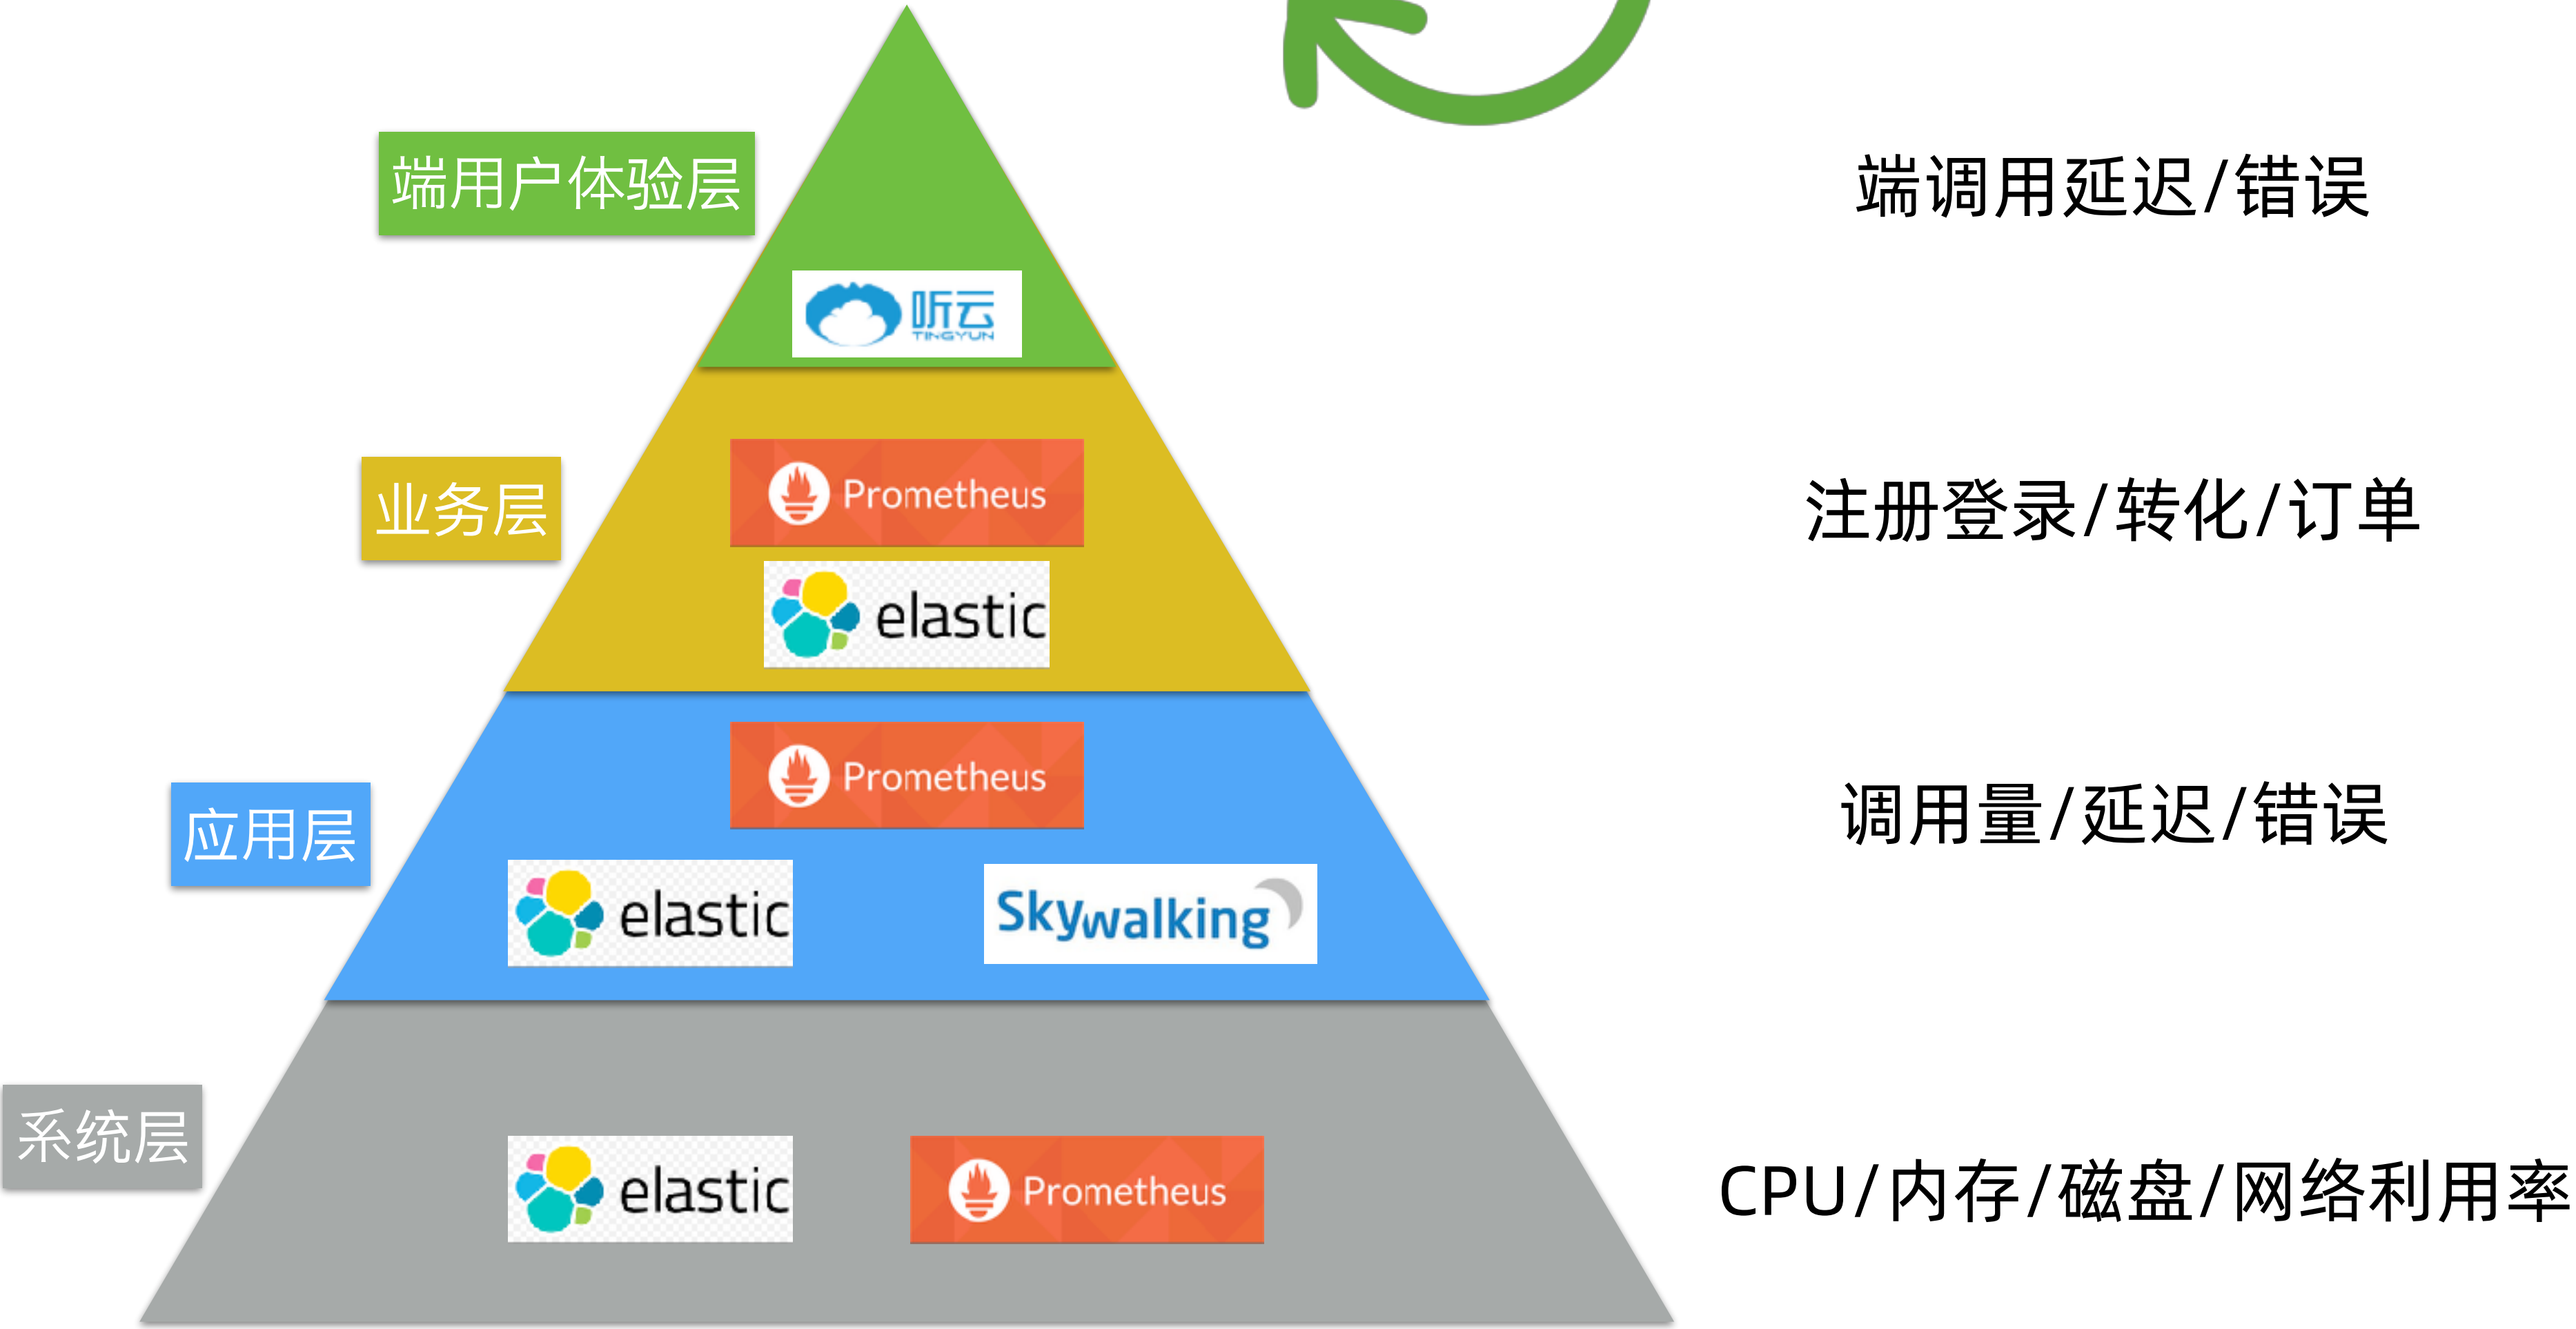 端用户体验层
端调用延迟/错误
听云
TINGYUN
业务层
Prometheus
注册登录/转化/订单
elastic
Prometheus
应用层
调用量/延迟/错误
elastic
Skywalking
系统层
elastic
Prometheus
CPU/内存/磁盘/网络利用率